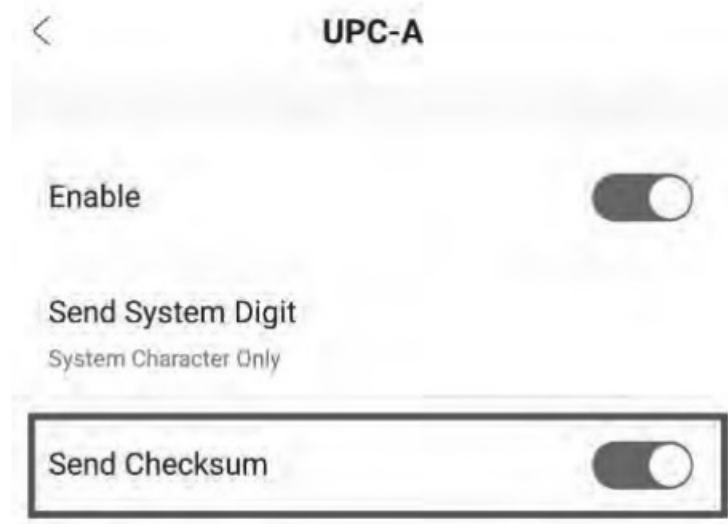 UPC-A
Enable
Send System Digit
System Character Only
Send Checksum